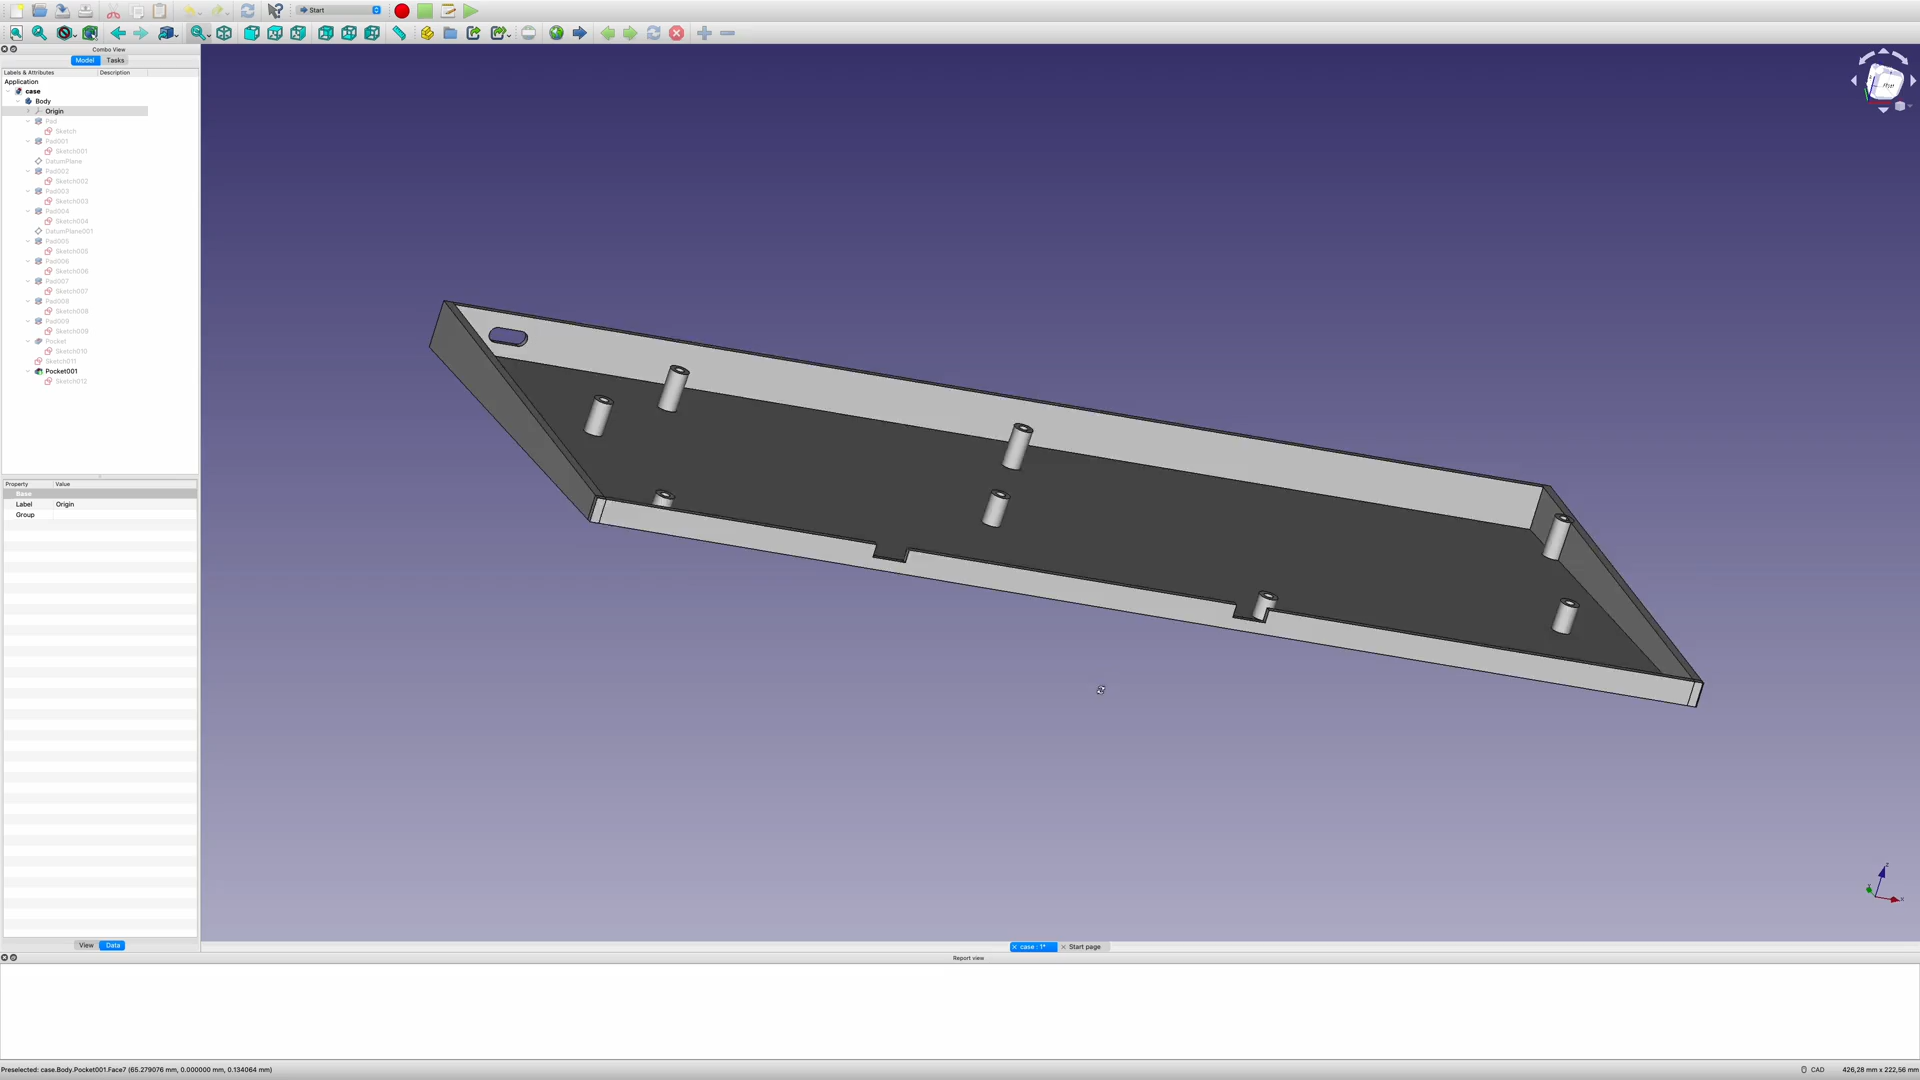 Start
Combo View
Model
Tasks
Labels & Attributes
Description
Application
case
Body
Origin
Pad
Sketch
Pad001
Sketch001
DatumPlane
Pad002
Sketch002
Pad003
Sketch003
Pad004
Sketch004
DatumPlane001
Pad005
Sketch005
Pad006
Sketch006
Pad007
Sketch007
Pad008
Sketch008
Pad009
Sketch009
Pocket
Sketch010
Sketch011
Pocket001
Sketch012
Property
Value
Base
Label
Origin
Group
View
Data
case : 1*
Start page
Report view
Preselected: case.Body.Pocket001.Face7 (65.279076 mm, 0.000000 mm, 0.134064 mm)
CAD
426,28 mm x 222,56 mm